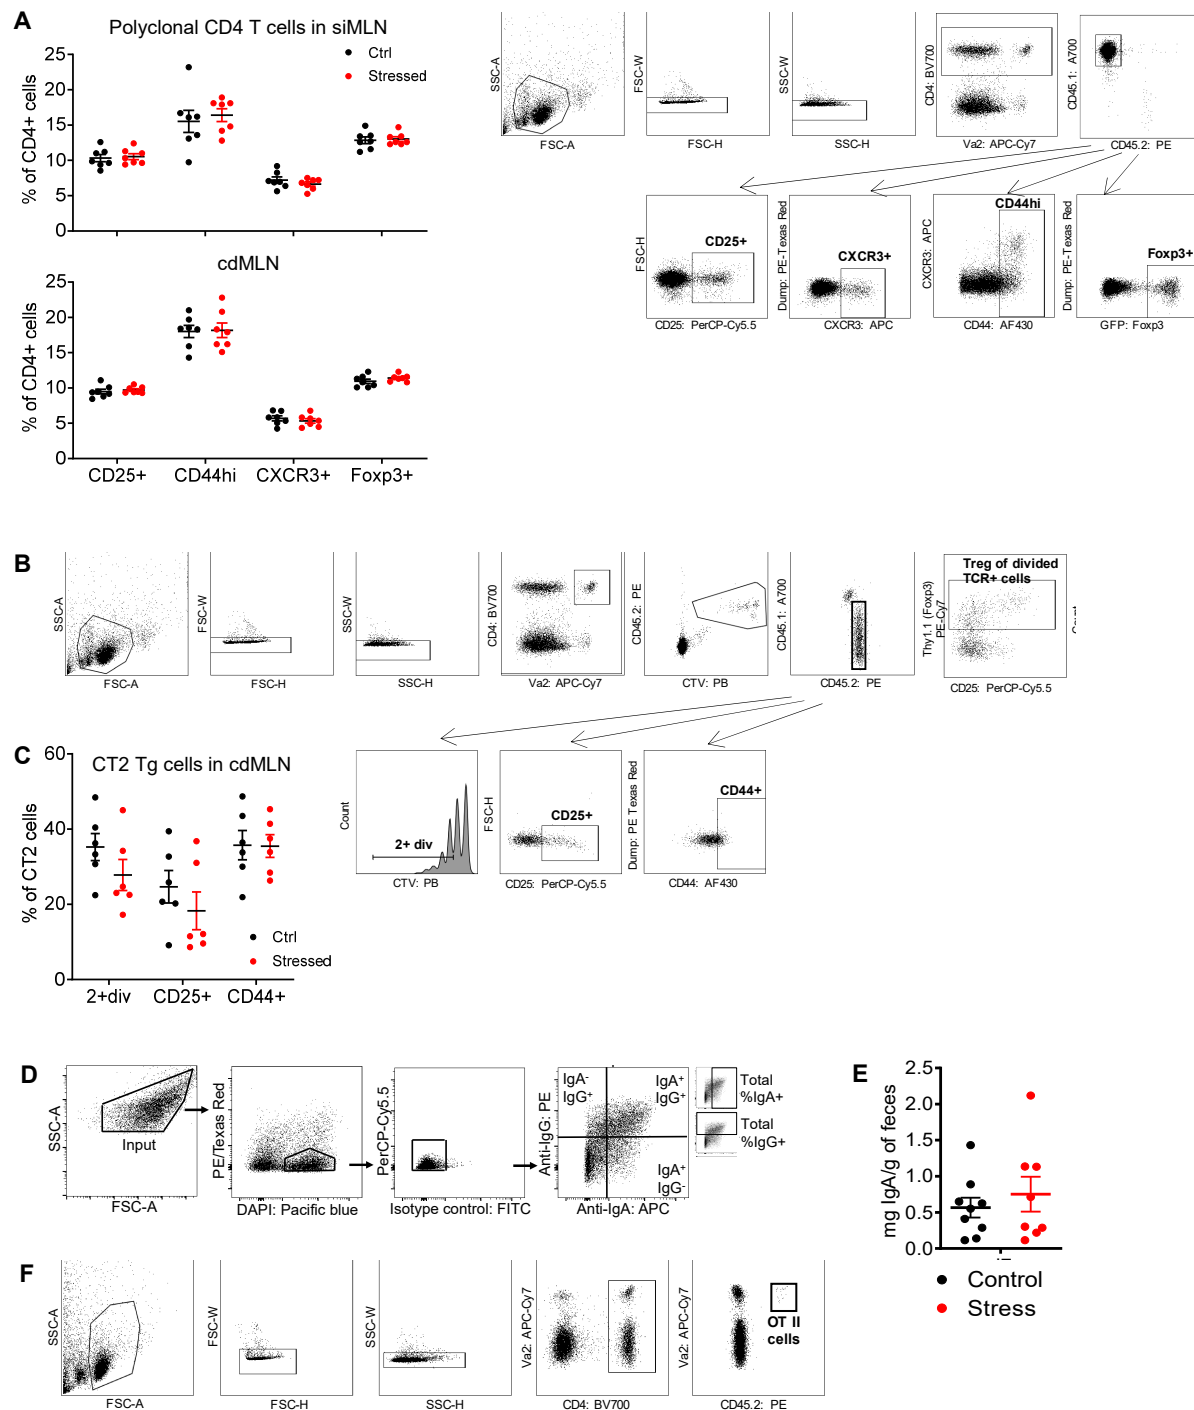 A
Polyclonal CD4 T cells in siMLN
Ctrl
Stressed
% of CD4+ cells
25
20
15
10
5
0
cdMLN
% of CD4+ cells
25
20
15
10
5
0
CD25+ CD44hi CXCR3+ Foxp3+
SSC-A
FSC-A
FSC-W
FSC-H
SSC-W
SSC-H
CD4: BV700
Va2: APC-Cy7
CD45.1: A700
CD45.2: PE
FSC-H
CD25+
CD25: PerCP-Cy5.5
Dump: PE-Texas Red
CXCR3+
CXCR3: APC
CXCR3: APC
CD44hi
CD44: AF430
Dump: PE-Texas Red
Foxp3+
GFP: Foxp3
B
SSC-A
FSC-A
FSC-W
FSC-H
SSC-W
SSC-H
CD4: BV700
Va2: APC-Cy7
CD45.2: PE
CTV: PB
CD45.1: A700
CD45.2: PE
Thy1.1 (Foxp3)
PE-Cy7
Treg of divided
TCR+ cells
CD25: PerCP-Cy5.5
Count
C
CT2 Tg cells in cdMLN
% of CT2 cells
60
40
20
0
Ctrl
Stressed
2+div CD25+ CD44+
Count
2+ div
CTV: PB
FSC-H
CD25+
CD25: PerCP-Cy5.5
Dump: PE Texas Red
CD44+
CD44: AF430
D
SSC-A
Input
FSC-A
PE/Texas Red
DAPI: Pacific blue
PerCP-Cy5.5
Isotype control: FITC
Anti-IgG: PE
IgA-
IgG+
IgA+
IgG+
IgA+
IgG-
Anti-IgA: APC
Total
%IgA+
Total
%IgG+
E
mg IgA/g of feces
2.5
2.0
1.5
1.0
0.5
0.0
Control
Stress
F
SSC-A
FSC-A
FSC-W
FSC-H
SSC-W
SSC-H
Va2: APC-Cy7
CD4: BV700
Va2: APC-Cy7
OT II
cells
CD45.2: PE